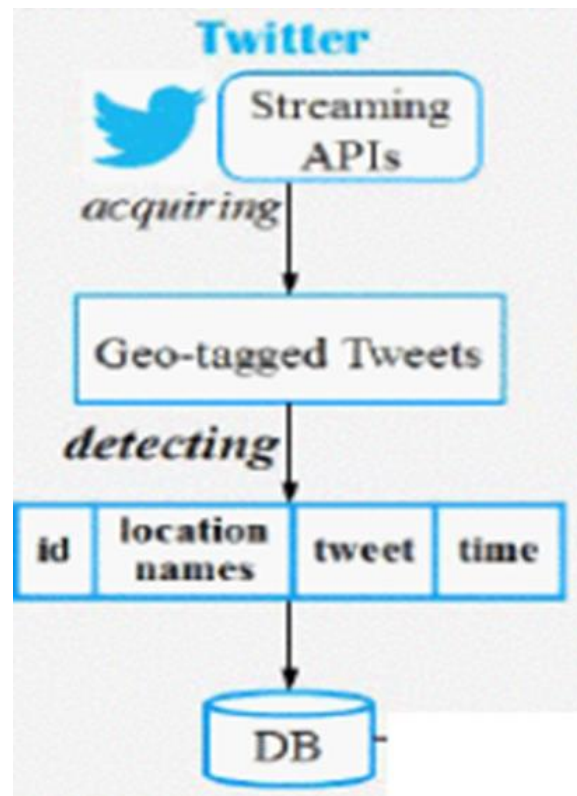 Twitter
Streaming
APIs
acquiring
Geo-tagged Tweets
detecting
id
location
names
tweet
time
DB